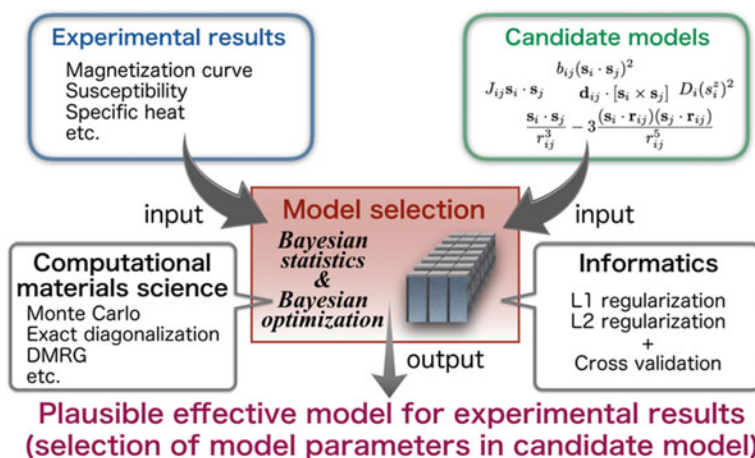 Experimental results
Magnetization curve
Susceptibility
Specific heat
etc.
Candidate models
b_{ij}(\mathbf{s}_i \cdot \mathbf{s}_j)^2
J_{ij}\mathbf{s}_i \cdot \mathbf{s}_j   \mathbf{d}_{ij} \cdot [\mathbf{s}_i \times \mathbf{s}_j]   D_i(s_i^z)^2
\frac{\mathbf{s}_i \cdot \mathbf{s}_j}{r_{ij}^3} - 3\frac{(\mathbf{s}_i \cdot \mathbf{r}_{ij})(\mathbf{s}_j \cdot \mathbf{r}_{ij})}{r_{ij}^5}
input
input
Model selection
Bayesian
statistics
&
Bayesian
optimization
Computational
materials science
Monte Carlo
Exact diagonalization
DMRG
etc.
Informatics
L1 regularization
L2 regularization
+
Cross validation
output
Plausible effective model for experimental results
(selection of model parameters in candidate model)